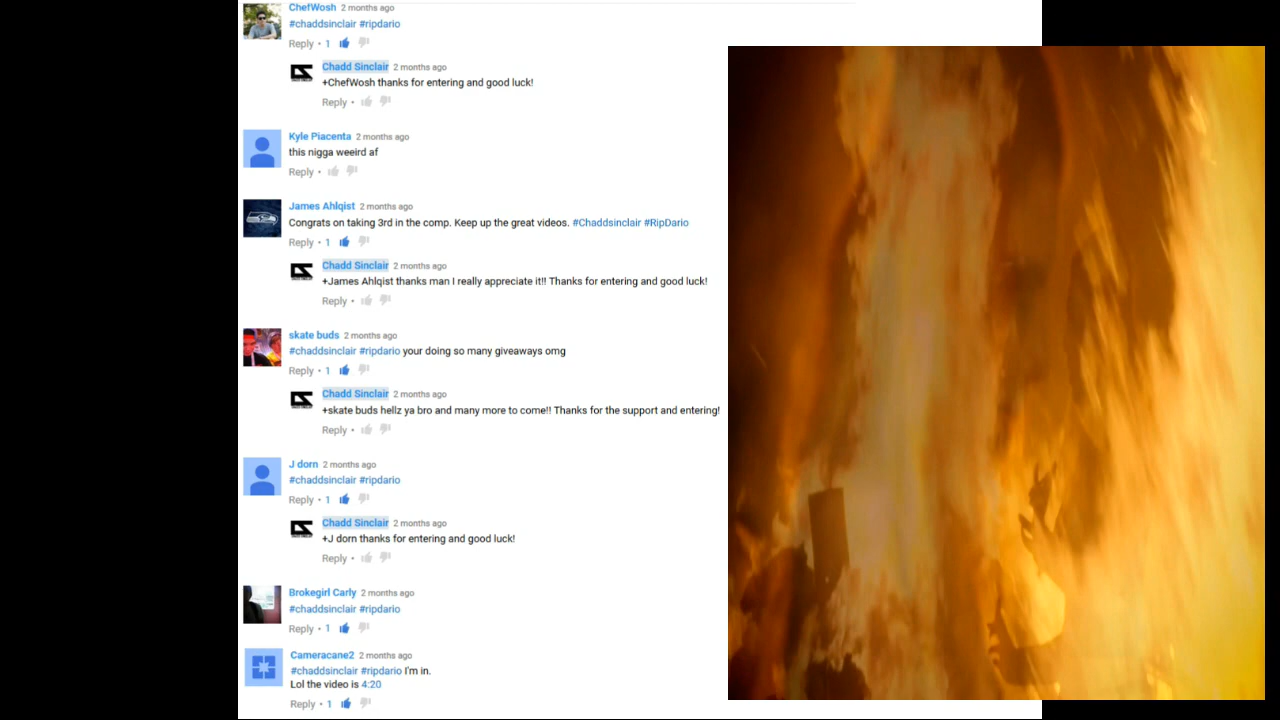 ChefWosh 2 months ago
#chaddsinclair #ripdario
Reply • 1
Chadd Sinclair 2 months ago
+ChefWosh thanks for entering and good luck!
Reply •
Kyle Piacenta 2 months ago
this nigga weeird af
Reply •
James Ahlqist 2 months ago
Congrats on taking 3rd in the comp. Keep up the great videos. #Chaddsinclair #RipDario
Reply • 1
Chadd Sinclair 2 months ago
+James Ahlqist thanks man I really appreciate it!! Thanks for entering and good luck!
Reply •
skate buds 2 months ago
#chaddsinclair #ripdario your doing so many giveaways omg
Reply • 1
Chadd Sinclair 2 months ago
+skate buds hellz ya bro and many more to come!! Thanks for the support and entering!
Reply •
J dorn 2 months ago
#chaddsinclair #ripdario
Reply • 1
Chadd Sinclair 2 months ago
+J dorn thanks for entering and good luck!
Reply •
Brokegirl Carly 2 months ago
#chaddsinclair #ripdario
Reply • 1
Cameracane2 2 months ago
#chaddsinclair #ripdario I'm in.
Lol the video is 4:20
Reply • 1